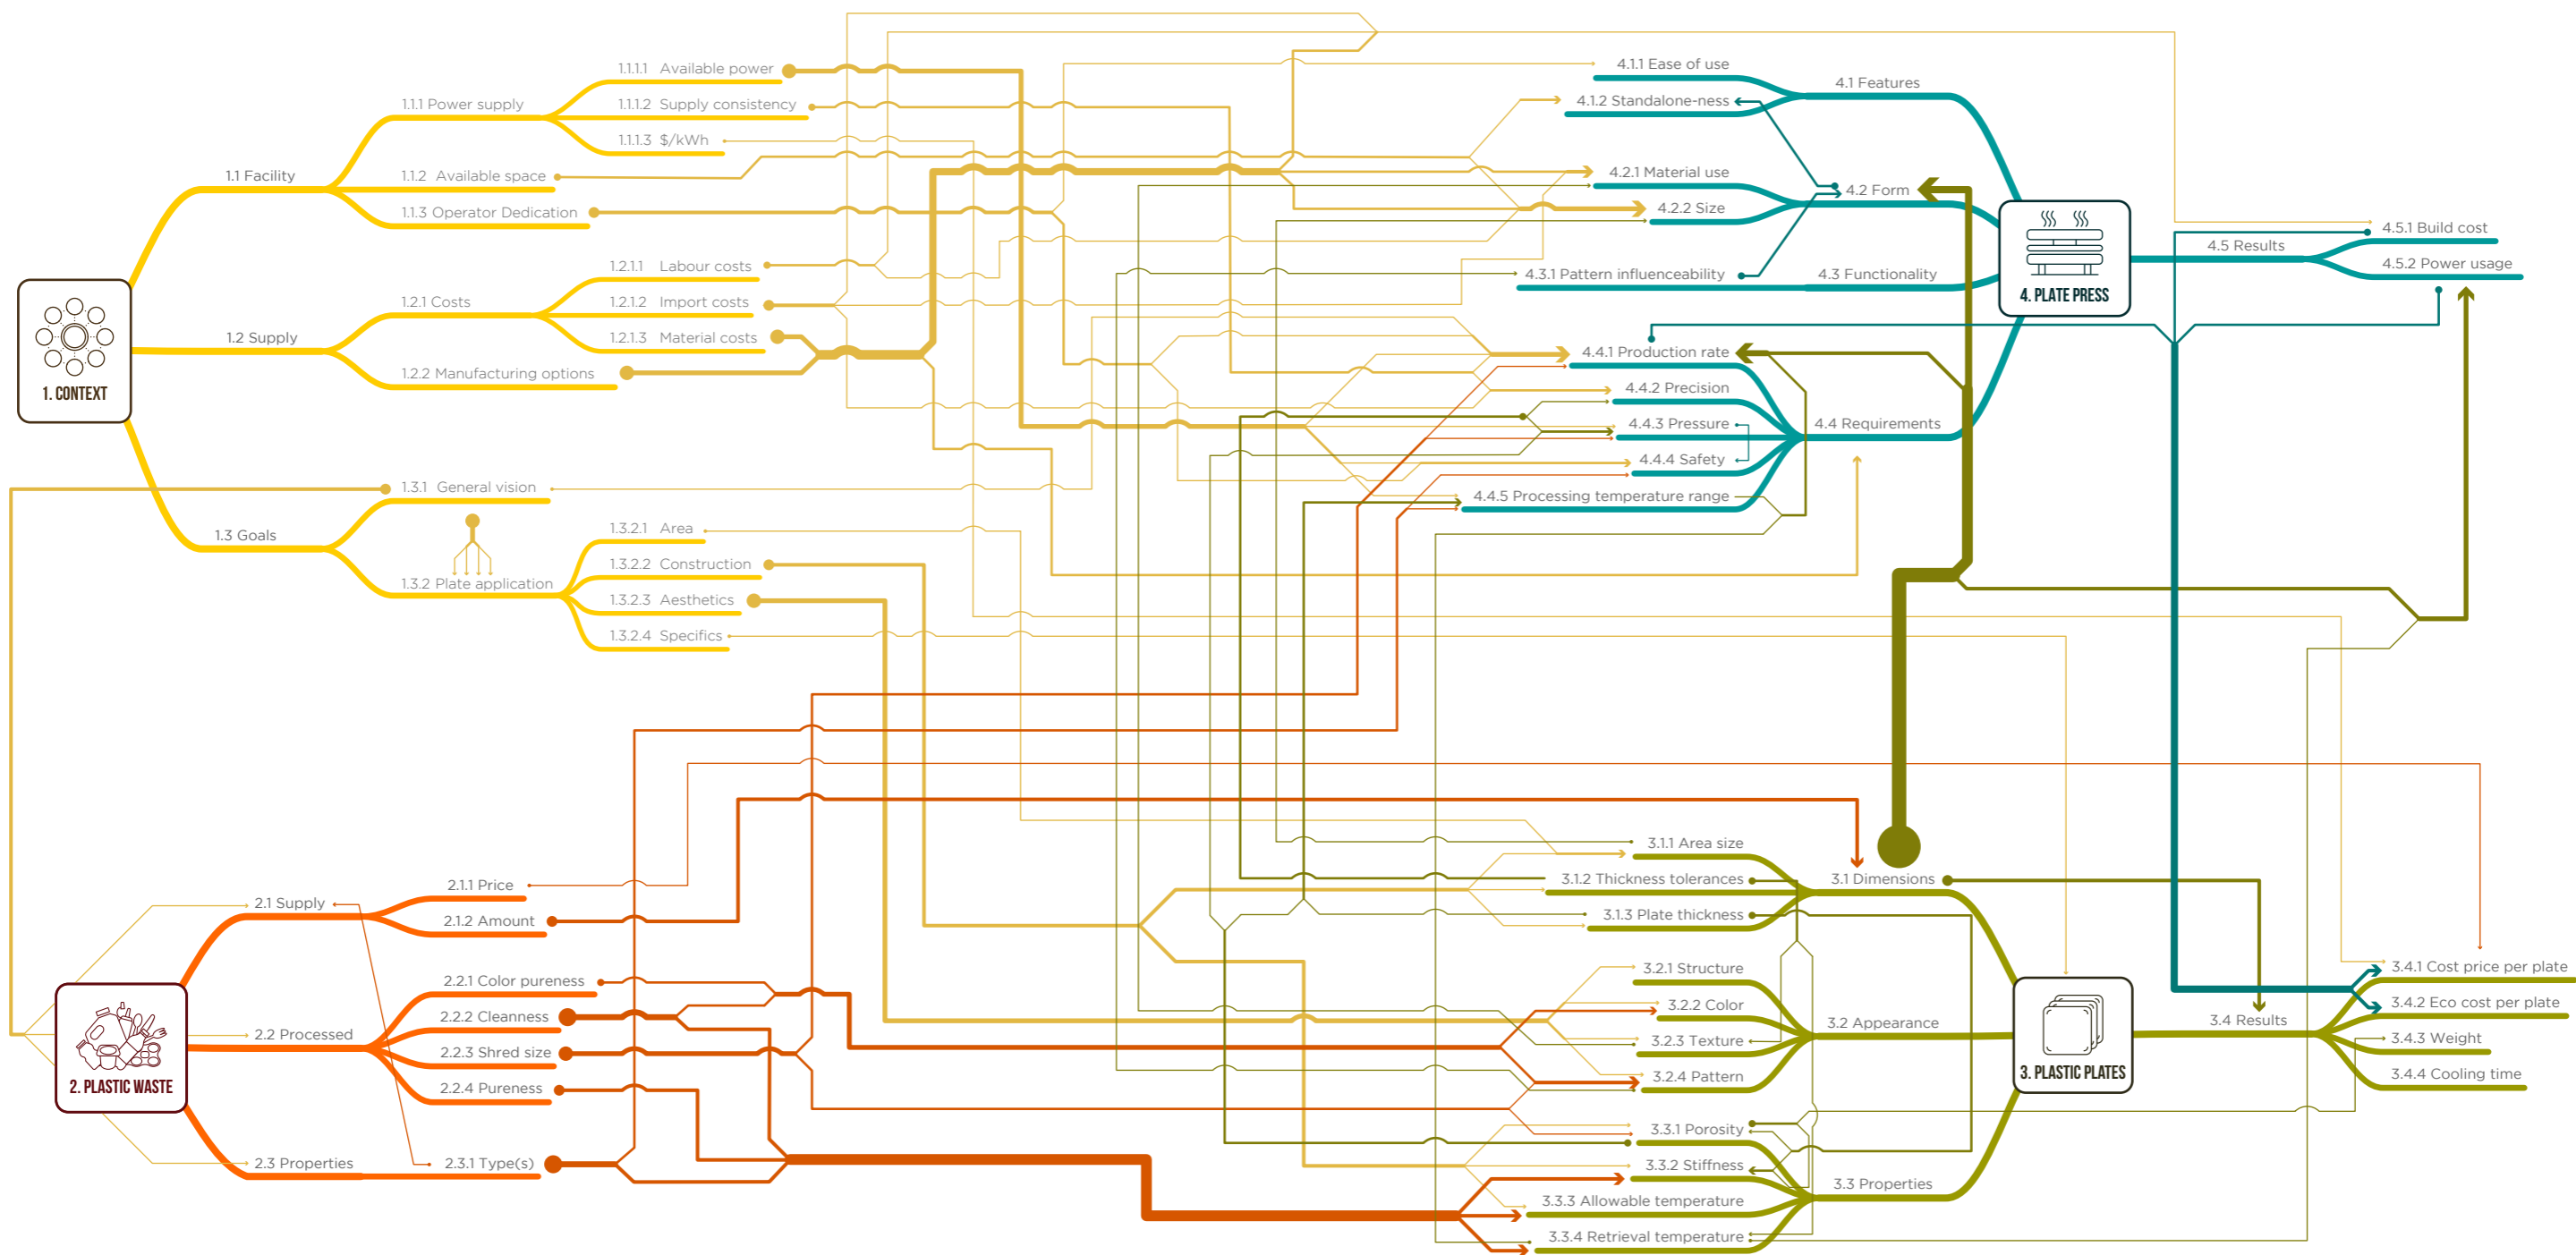 1. CONTEXT
1.1 Facility
1.1.1 Power supply
1.1.1.1 Available power
1.1.1.2 Supply consistency
1.1.1.3 $/kWh
1.1.2 Available space
1.1.3 Operator Dedication
1.2 Supply
1.2.1 Costs
1.2.1.1 Labour costs
1.2.1.2 Import costs
1.2.1.3 Material costs
1.2.2 Manufacturing options
1.3 Goals
1.3.1 General vision
1.3.2 Plate application
1.3.2.1 Area
1.3.2.2 Construction
1.3.2.3 Aesthetics
1.3.2.4 Specifics
2. PLASTIC WASTE
2.1 Supply
2.1.1 Price
2.1.2 Amount
2.2 Processed
2.2.1 Color pureness
2.2.2 Cleanness
2.2.3 Shred size
2.2.4 Pureness
2.3 Properties
2.3.1 Type(s)
4.1.1 Ease of use
4.1.2 Standalone-ness
4.1 Features
4.2.1 Material use
4.2.2 Size
4.2 Form
4.3.1 Pattern influenceability
4.3 Functionality
4.4.1 Production rate
4.4.2 Precision
4.4.3 Pressure
4.4.4 Safety
4.4.5 Processing temperature range
4.4 Requirements
4. PLATE PRESS
4.5 Results
4.5.1 Build cost
4.5.2 Power usage
3.1.1 Area size
3.1.2 Thickness tolerances
3.1.3 Plate thickness
3.1 Dimensions
3.2.1 Structure
3.2.2 Color
3.2.3 Texture
3.2.4 Pattern
3.2 Appearance
3.3.1 Porosity
3.3.2 Stiffness
3.3.3 Allowable temperature
3.3.4 Retrieval temperature
3.3 Properties
3. PLASTIC PLATES
3.4 Results
3.4.1 Cost price per plate
3.4.2 Eco cost per plate
3.4.3 Weight
3.4.4 Cooling time